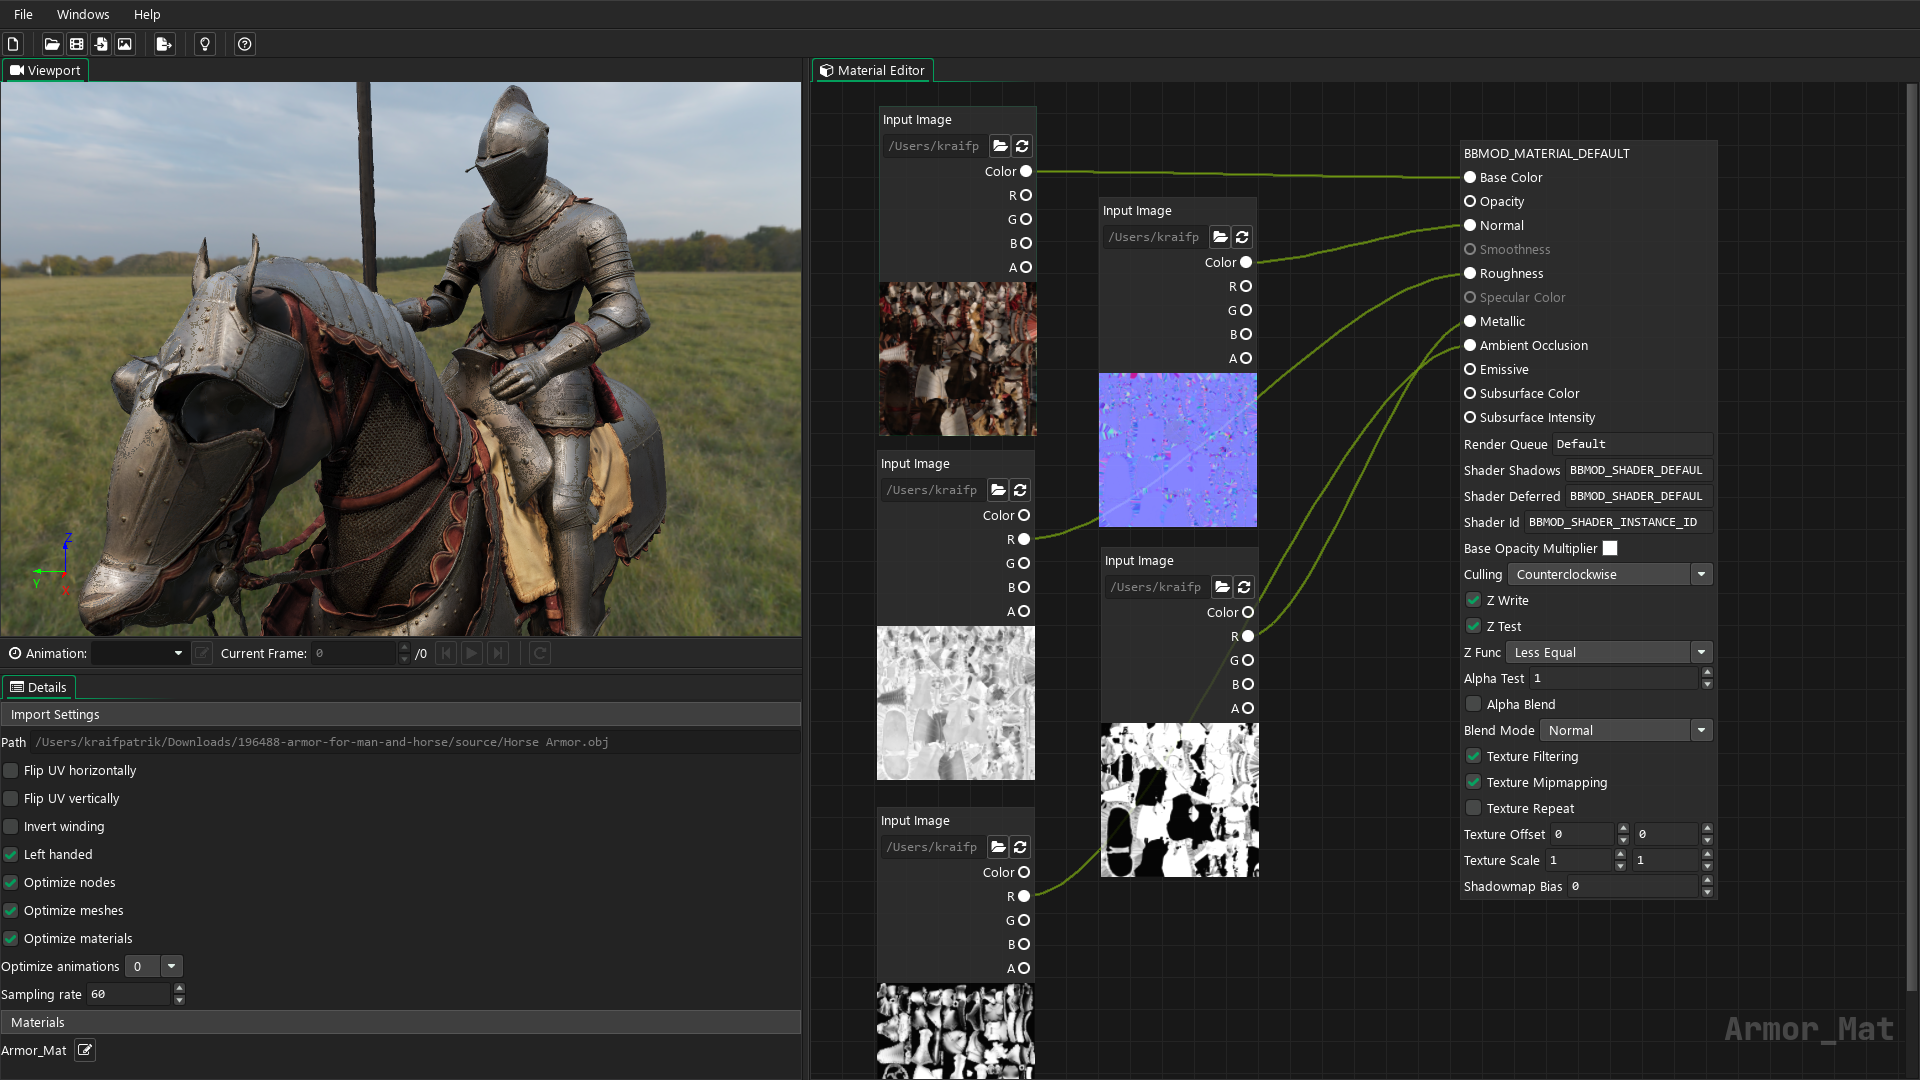 File Windows Help
Viewport
Z
Y
X
Animation: Current Frame: 0 /0
Details
Import Settings
Path /Users/kraifpatrik/Downloads/196488-armor-for-man-and-horse/source/Horse Armor.obj
Flip UV horizontally
Flip UV vertically
Invert winding
Left handed
Optimize nodes
Optimize meshes
Optimize materials
Optimize animations 0
Sampling rate 60
Materials
Armor_Mat
Material Editor
Input Image
/Users/kraifp
Color
R
G
B
A
Input Image
/Users/kraifp
Color
R
G
B
A
Input Image
/Users/kraifp
Color
R
G
B
A
Input Image
/Users/kraifp
Color
R
G
B
A
Input Image
/Users/kraifp
Color
R
G
B
A
BBMOD_MATERIAL_DEFAULT
Base Color
Opacity
Normal
Smoothness
Roughness
Specular Color
Metallic
Ambient Occlusion
Emissive
Subsurface Color
Subsurface Intensity
Render Queue Default
Shader Shadows BBMOD_SHADER_DEFAUL
Shader Deferred BBMOD_SHADER_DEFAUL
Shader Id BBMOD_SHADER_INSTANCE_ID
Base Opacity Multiplier
Culling Counterclockwise
Z Write
Z Test
Z Func Less Equal
Alpha Test 1
Alpha Blend
Blend Mode Normal
Texture Filtering
Texture Mipmapping
Texture Repeat
Texture Offset 0 0
Texture Scale 1 1
Shadowmap Bias 0
Armor_Mat